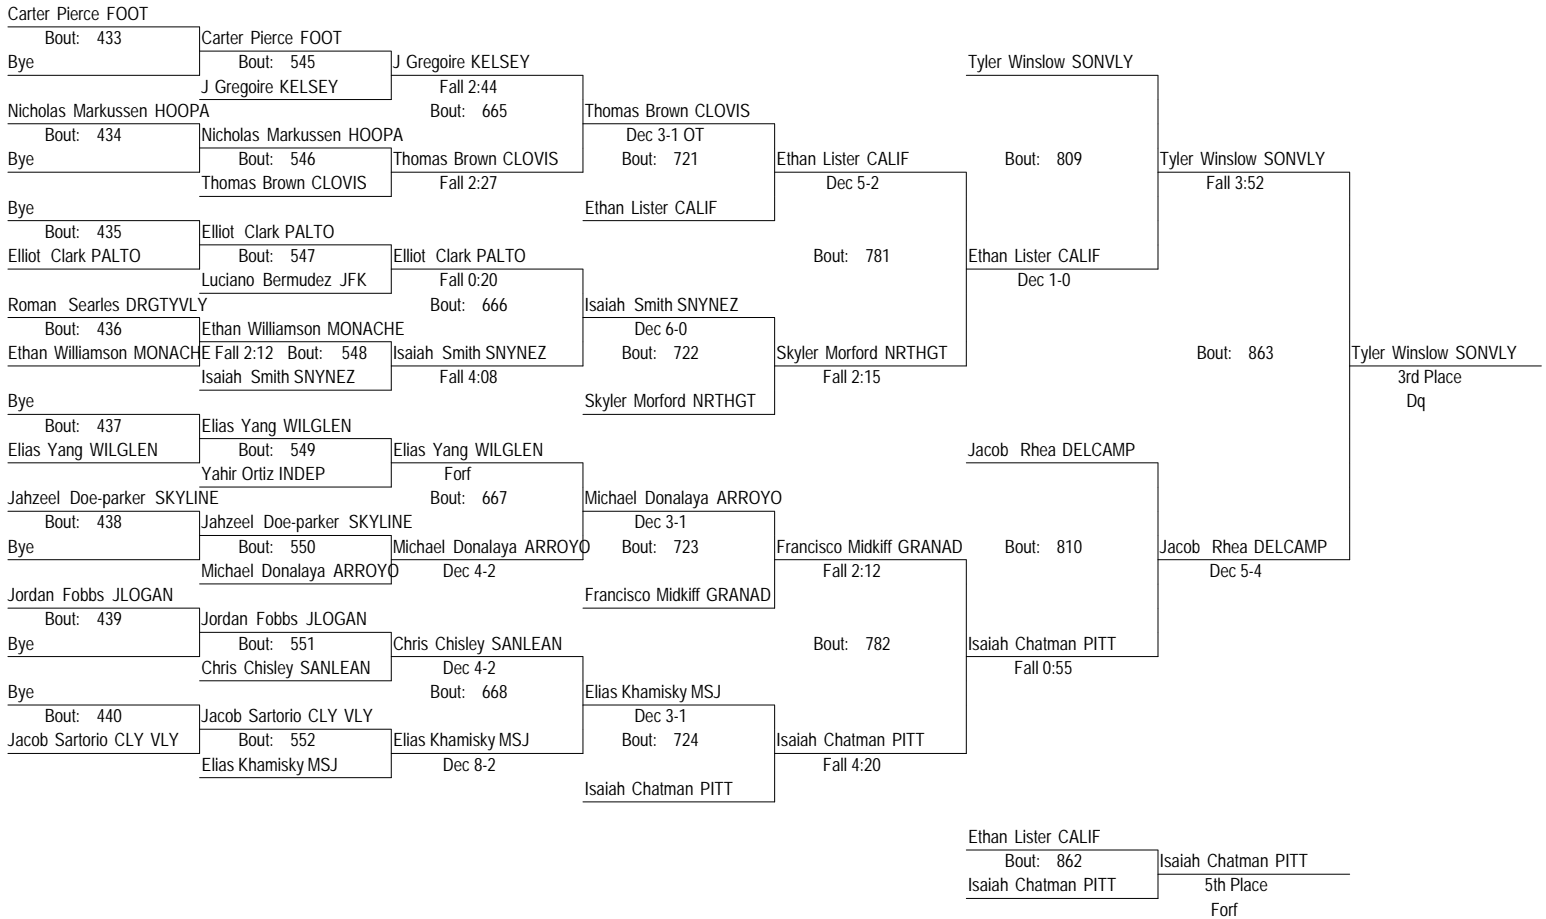 Carter Pierce FOOT
Bout: 433
Bye
Nicholas Markussen HOOPA
Bout: 434
Bye
Bye
Bout: 435
Elliot Clark PALTO
Roman Searles DRGTYVLY
Bout: 436
Ethan Williamson MONACHE
Bye
Bout: 437
Elias Yang WILGLEN
Jahzeel Doe-parker SKYLINE
Bout: 438
Bye
Jordan Fobbs JLOGAN
Bout: 439
Bye
Bye
Bout: 440
Jacob Sartorio CLY VLY
Carter Pierce FOOT
Bout: 545
J Gregoire KELSEY
Nicholas Markussen HOOPA
Bout: 546
Thomas Brown CLOVIS
Elliot Clark PALTO
Bout: 547
Luciano Bermudez JFK
Ethan Williamson MONACHE
Fall 2:12 Bout: 548
Isaiah Smith SNYNEZ
Elias Yang WILGLEN
Bout: 549
Yahir Ortiz INDEP
Jahzeel Doe-parker SKYLINE
Bout: 550
Michael Donalaya ARROYO
Jordan Fobbs JLOGAN
Bout: 551
Chris Chisley SANLEAN
Jacob Sartorio CLY VLY
Bout: 552
Elias Khamisky MSJ
J Gregoire KELSEY
Fall 2:44
Bout: 665
Thomas Brown CLOVIS
Fall 2:27
Elliot Clark PALTO
Fall 0:20
Bout: 666
Isaiah Smith SNYNEZ
Fall 4:08
Elias Yang WILGLEN
Forf
Bout: 667
Michael Donalaya ARROYO
Dec 4-2
Chris Chisley SANLEAN
Dec 4-2
Bout: 668
Elias Khamisky MSJ
Dec 8-2
Thomas Brown CLOVIS
Dec 3-1 OT
Bout: 721
Ethan Lister CALIF
Isaiah Smith SNYNEZ
Dec 6-0
Bout: 722
Skyler Morford NRTHGT
Michael Donalaya ARROYO
Dec 3-1
Bout: 723
Francisco Midkiff GRANAD
Elias Khamisky MSJ
Dec 3-1
Bout: 724
Isaiah Chatman PITT
Ethan Lister CALIF
Dec 5-2
Bout: 781
Skyler Morford NRTHGT
Fall 2:15
Francisco Midkiff GRANAD
Fall 2:12
Bout: 782
Isaiah Chatman PITT
Fall 4:20
Tyler Winslow SONVLY
Bout: 809
Ethan Lister CALIF
Dec 1-0
Jacob Rhea DELCAMP
Bout: 810
Isaiah Chatman PITT
Fall 0:55
Tyler Winslow SONVLY
Fall 3:52
Bout: 863
Jacob Rhea DELCAMP
Dec 5-4
Tyler Winslow SONVLY
3rd Place
Dq
Ethan Lister CALIF
Bout: 862
Isaiah Chatman PITT
Isaiah Chatman PITT
5th Place
Forf